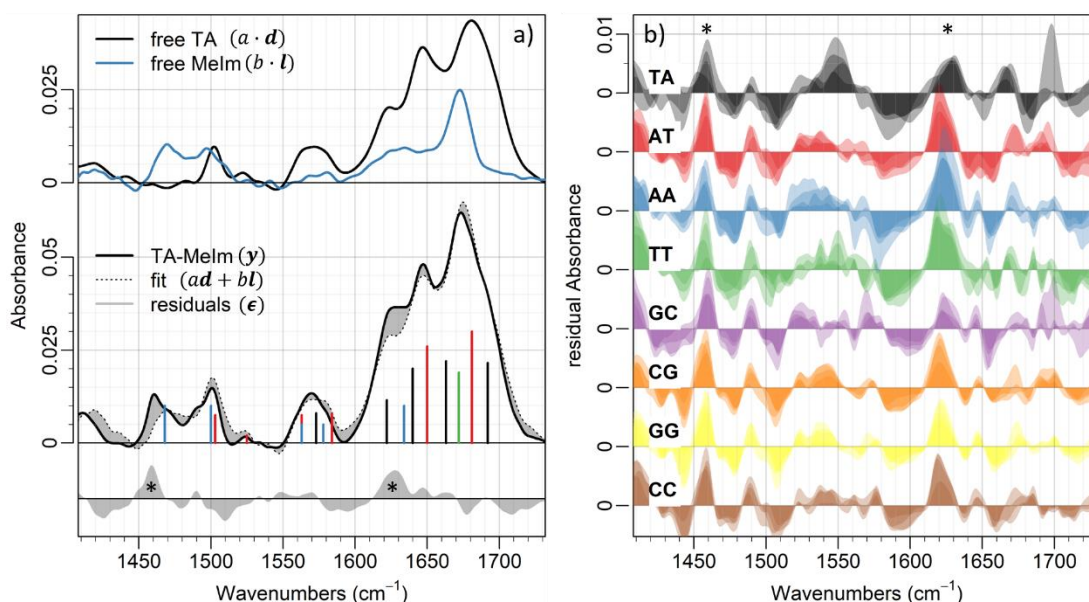 free TA (a · d)
free MeIm (b · l)
a)
0.025
0
TA-MeIm (y)
fit (ad + bl)
residuals (ϵ)
0.05
0.025
0
* *
Absorbance
1450 1500 1550 1600 1650 1700
Wavenumbers (cm⁻¹)
b)
* *
0.01
TA
0
AT
0
AA
0
TT
0
GC
0
CG
0
GG
0
CC
0
residual Absorbance
1450 1500 1550 1600 1650 1700
Wavenumbers (cm⁻¹)